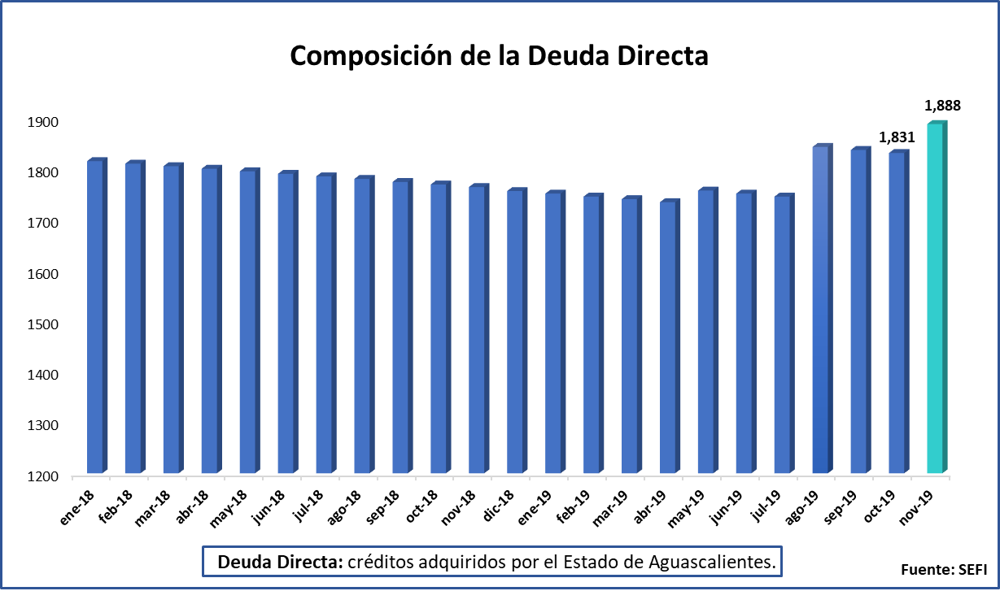 Composición de la Deuda Directa
1,888
1,831
1900
1800
1700
1600
1500
1400
1300
1200
ene-18 feb-18 mar-18 abr-18 may-18 jun-18 jul-18 ago-18 sep-18 oct-18 nov-18 dic-18 ene-19 feb-19 mar-19 abr-19 may-19 jun-19 jul-19 ago-19 sep-19 oct-19 nov-19
Deuda Directa: créditos adquiridos por el Estado de Aguascalientes.
Fuente: SEFI